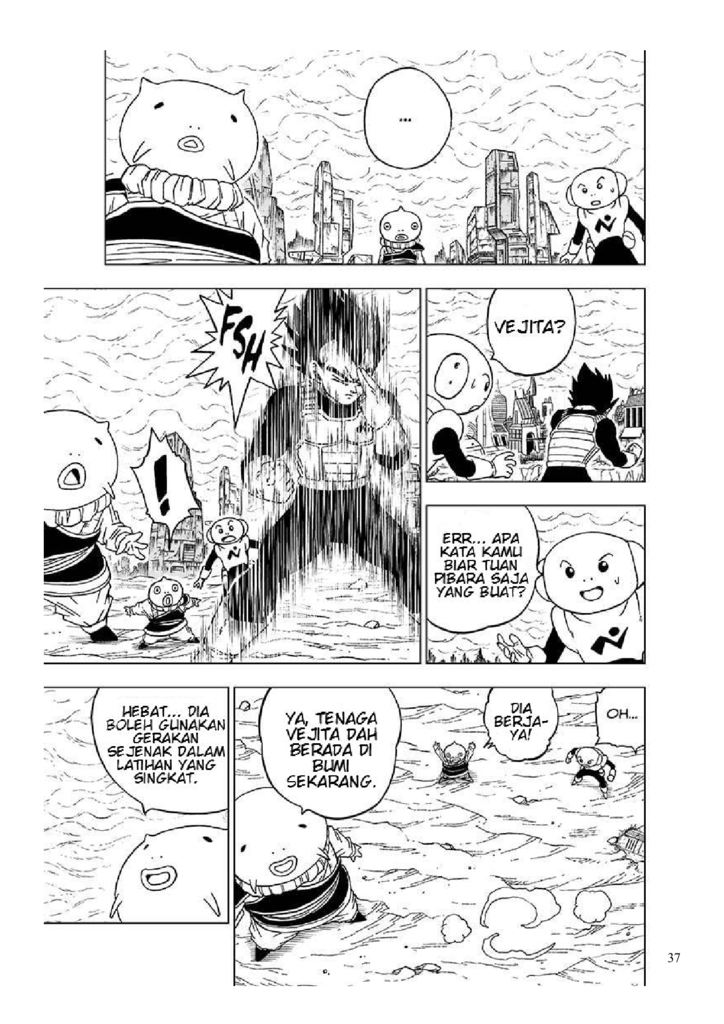 ...
VEJITA?
FSH
!
ERR... APA
KATA KAMU
BIAR TUAN
PIBARA SAJA
YANG BUAT?
OH...
DIA
BERJA-
YA!
YA, TENAGA
VEJITA DAH
BERADA DI
BUMI
SEKARANG.
HEBAT... DIA
BOLEH GUNAKAN
GERAKAN
SEJENAK DALAM
LATIHAN YANG
SINGKAT.
37